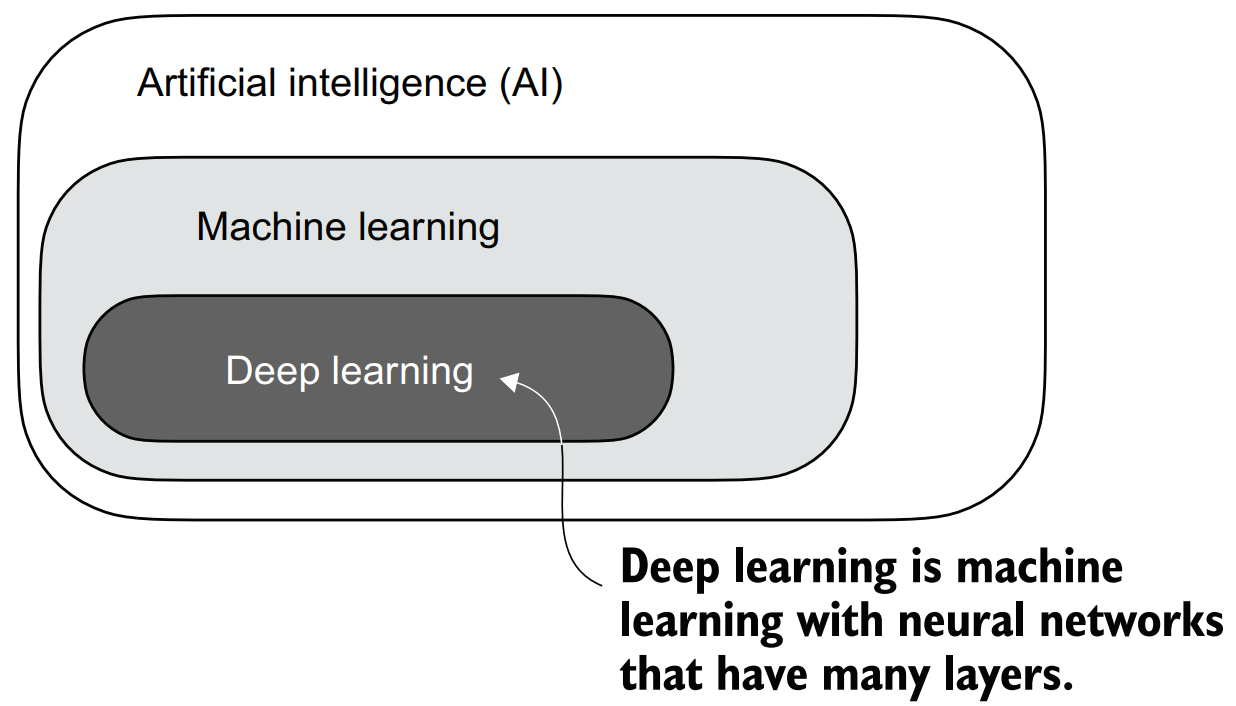 Artificial intelligence (AI)
Machine learning
Deep learning
Deep learning is machine
learning with neural networks
that have many layers.